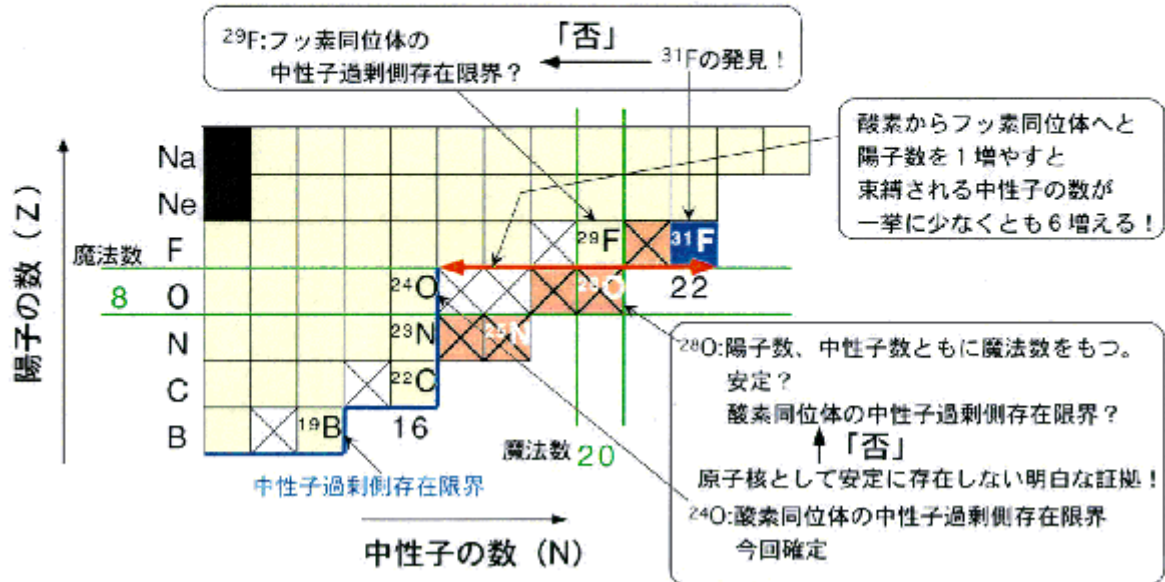 ²⁹F:フッ素同位体の
中性子過剰側存在限界？
「否」
³¹Fの発見！
酸素からフッ素同位体へと
陽子数を１増やすと
束縛される中性子の数が
一挙に少なくとも６増える！
陽子の数（Z）
Na
Ne
F
²⁹F
³¹F
魔法数
8
O
²⁴O
²⁸O
22
N
²³N
²⁵N
C
²²C
B
¹⁹B
16
魔法数 20
中性子過剰側存在限界
中性子の数（N）
²⁸O:陽子数、中性子数ともに魔法数をもつ。
安定？
酸素同位体の中性子過剰側存在限界？
「否」
原子核として安定に存在しない明白な証拠！
²⁴O:酸素同位体の中性子過剰側存在限界
今回確定